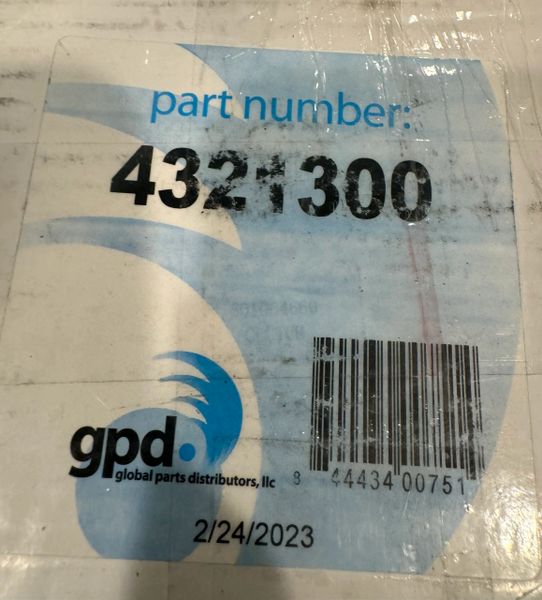 part number:
4321300
gpd
global parts distributors, llc
8 44434 00751
2/24/2023